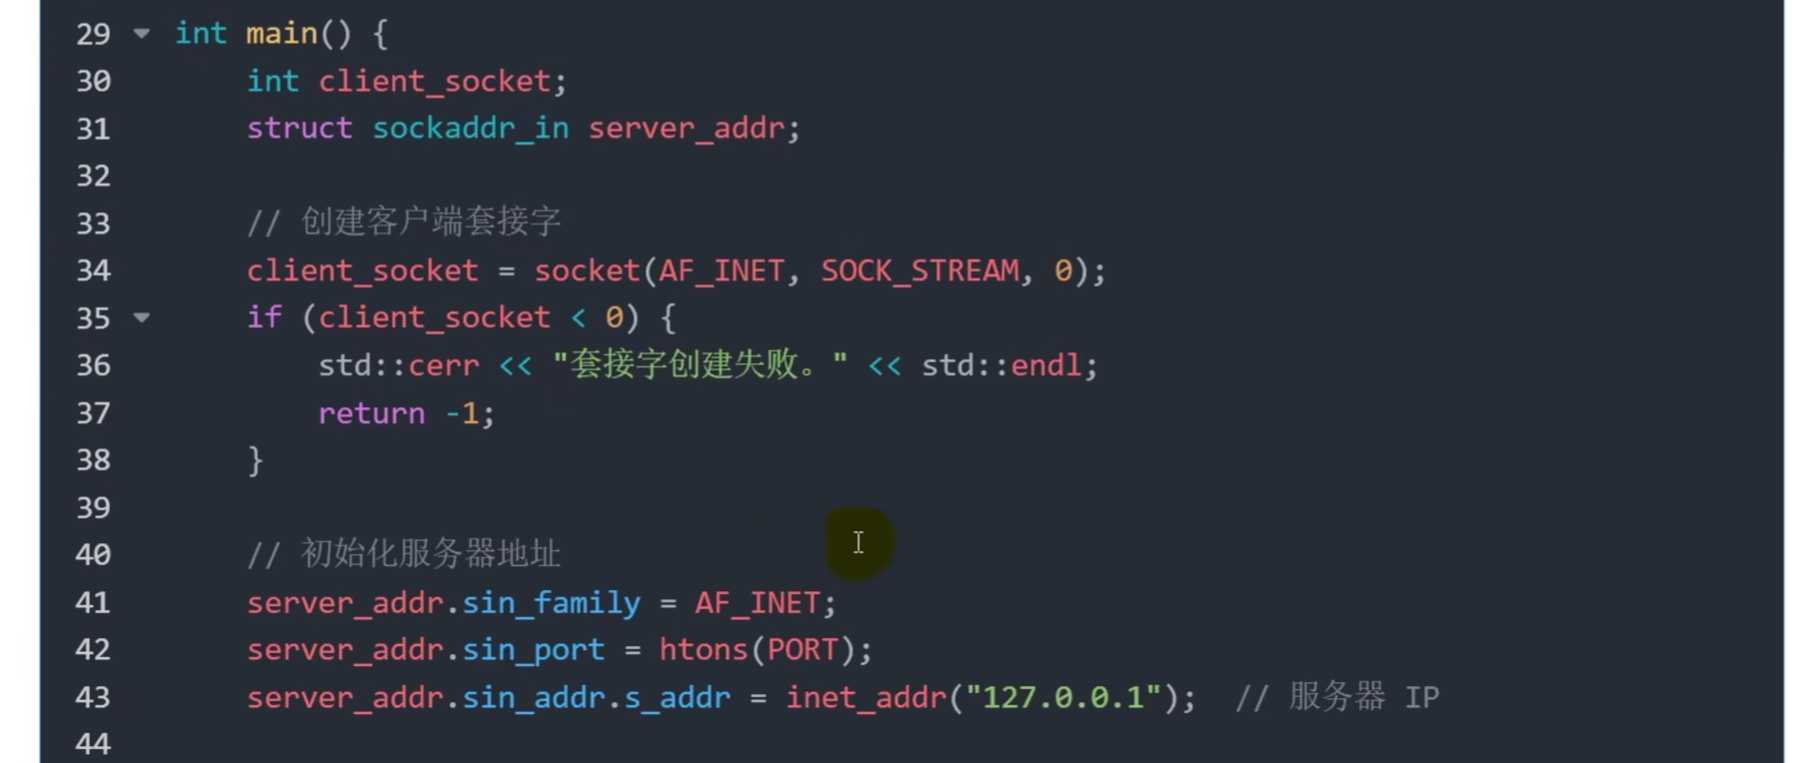 29 int main() {
30 int client_socket;
31 struct sockaddr_in server_addr;
32
33 // 创建客户端套接字
34 client_socket = socket(AF_INET, SOCK_STREAM, 0);
35 if (client_socket < 0) {
36 std::cerr << "套接字创建失败。" << std::endl;
37 return -1;
38 }
39
40 // 初始化服务器地址
41 server_addr.sin_family = AF_INET;
42 server_addr.sin_port = htons(PORT);
43 server_addr.sin_addr.s_addr = inet_addr("127.0.0.1"); // 服务器 IP
44